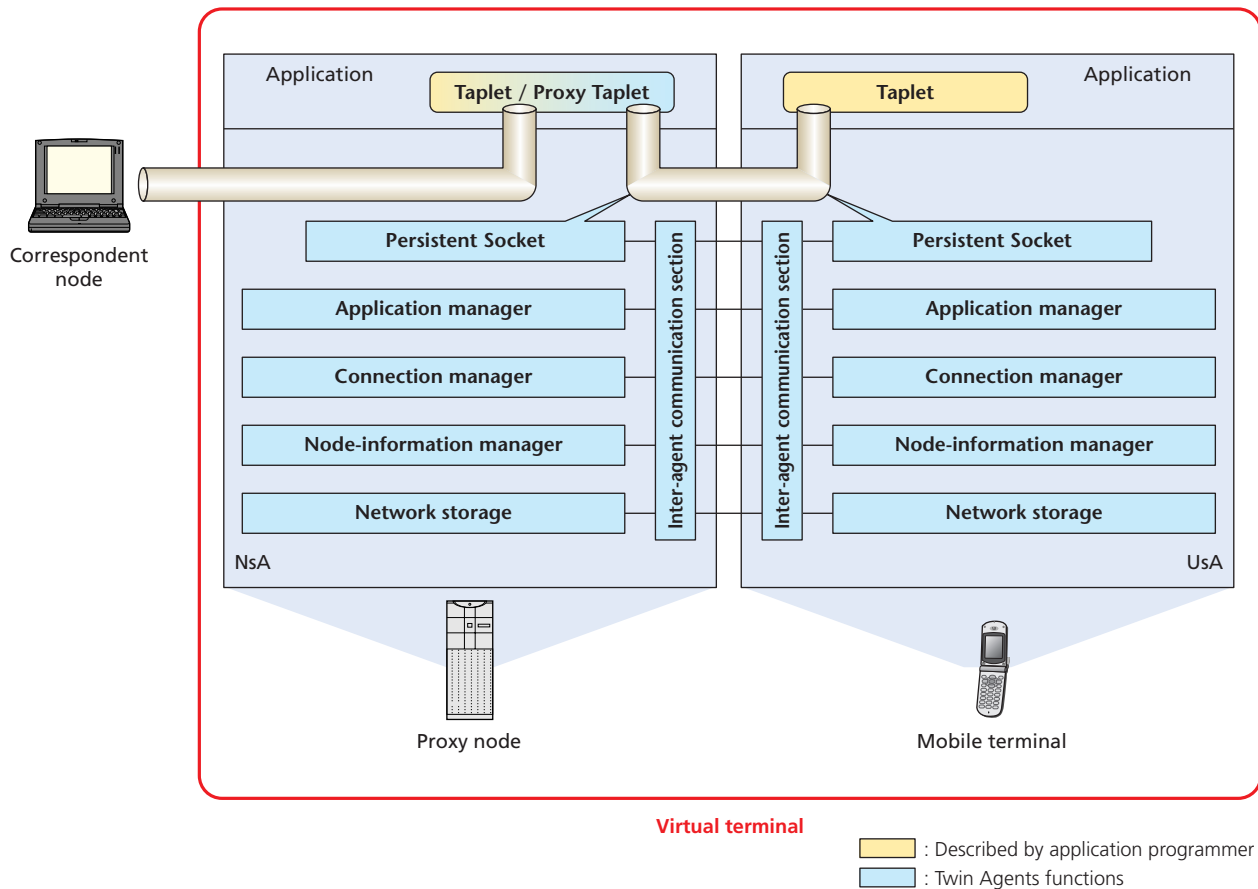 Application
Taplet / Proxy Taplet
Taplet
Application
Correspondent
node
Persistent Socket
Application manager
Connection manager
Node-information manager
Network storage
Inter-agent communication section
Inter-agent communication section
Persistent Socket
Application manager
Connection manager
Node-information manager
Network storage
NsA
UsA
Proxy node
Mobile terminal
Virtual terminal
: Described by application programmer
: Twin Agents functions